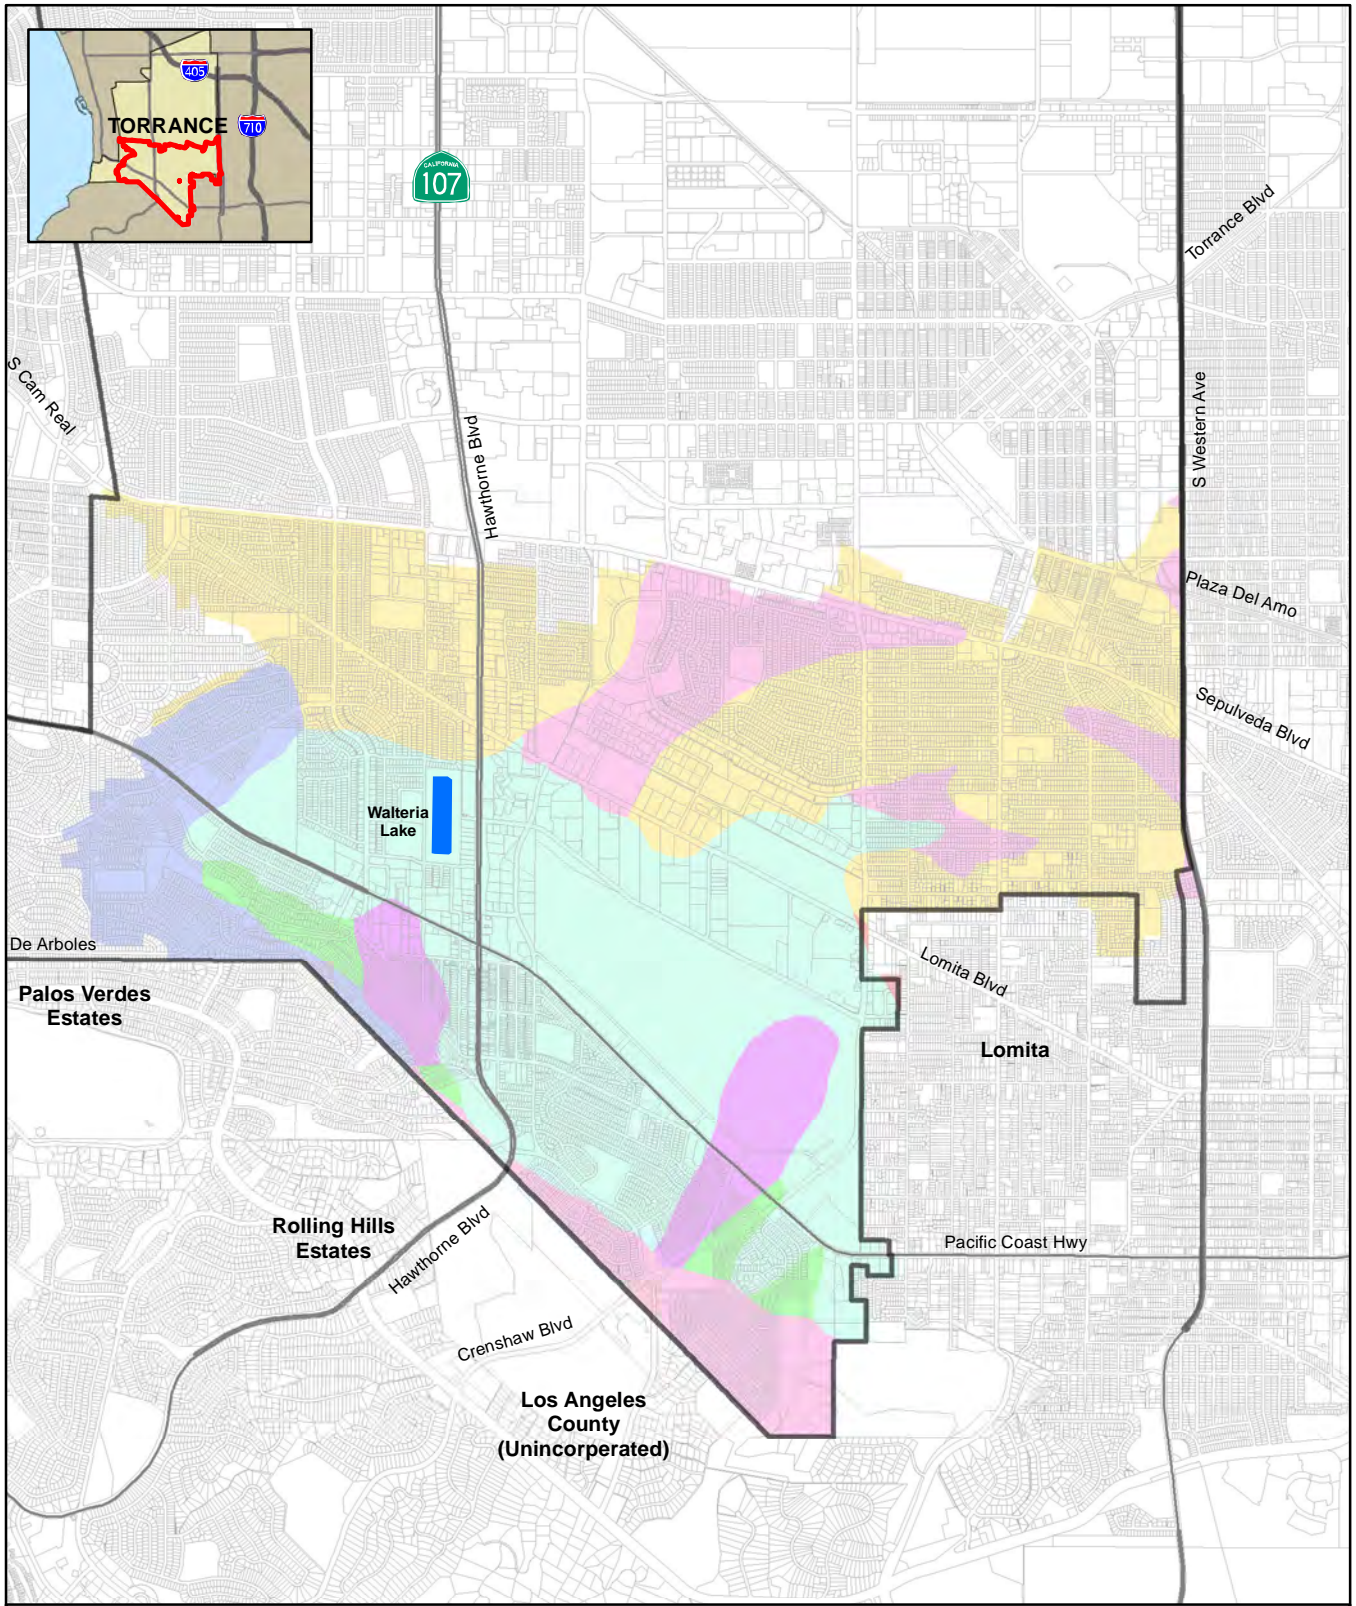 405
TORRANCE
710
CALIFORNIA
107
Torrance Blvd
S Cam Real
Hawthorne Blvd
S Western Ave
Plaza Del Amo
Sepulveda Blvd
Walteria
Lake
De Arboles
Lomita Blvd
Palos Verdes
Estates
Lomita
Rolling Hills
Estates
Hawthorne Blvd
Pacific Coast Hwy
Crenshaw Blvd
Los Angeles
County
(Unincorperated)